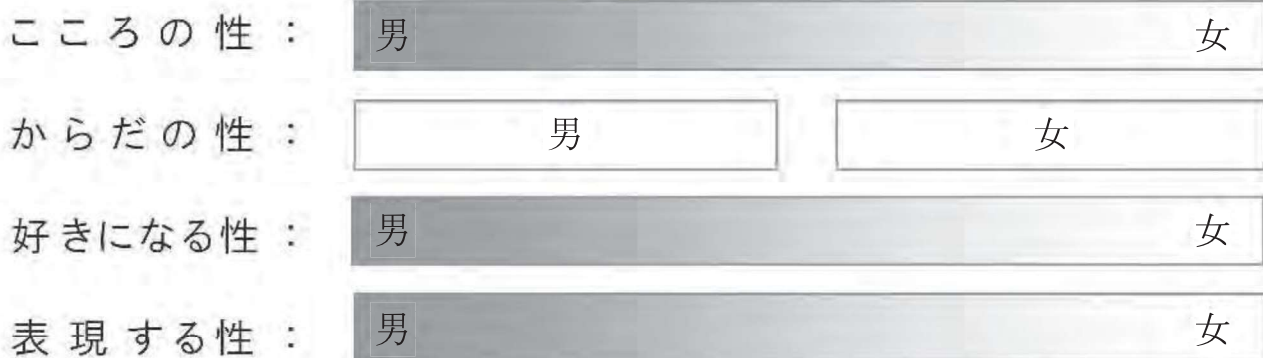 こころの性： 男 女
からだの性： 男 女
好きになる性： 男 女
表現する性： 男 女